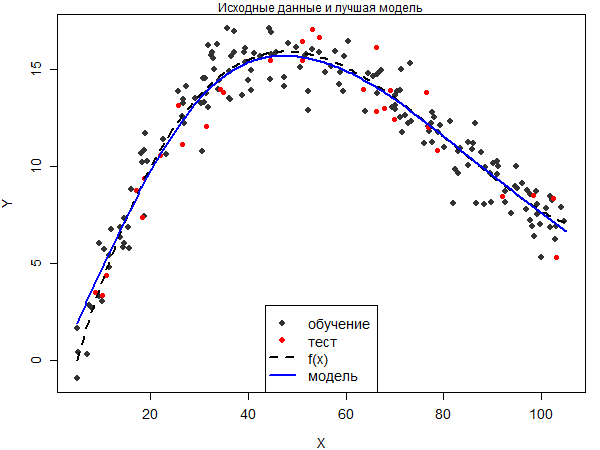 Исходные данные и лучшая модель
Y
15
10
5
0
обучение
тест
f(x)
модель
20
40
60
80
100
X